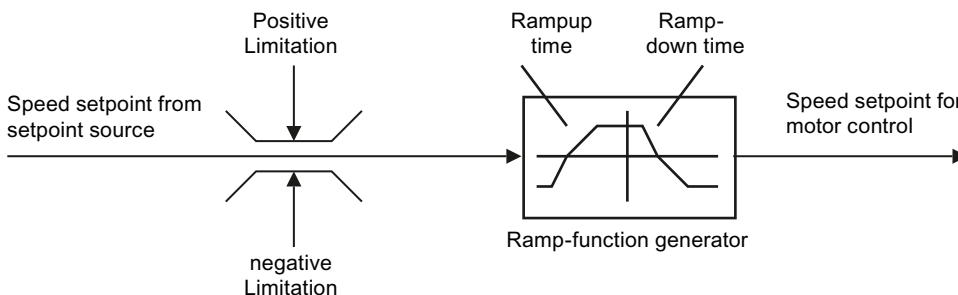 Positive
Limitation
Rampup
time
Ramp-
down time
Speed setpoint from
setpoint source
Speed setpoint for
motor control
Ramp-function generator
negative
Limitation